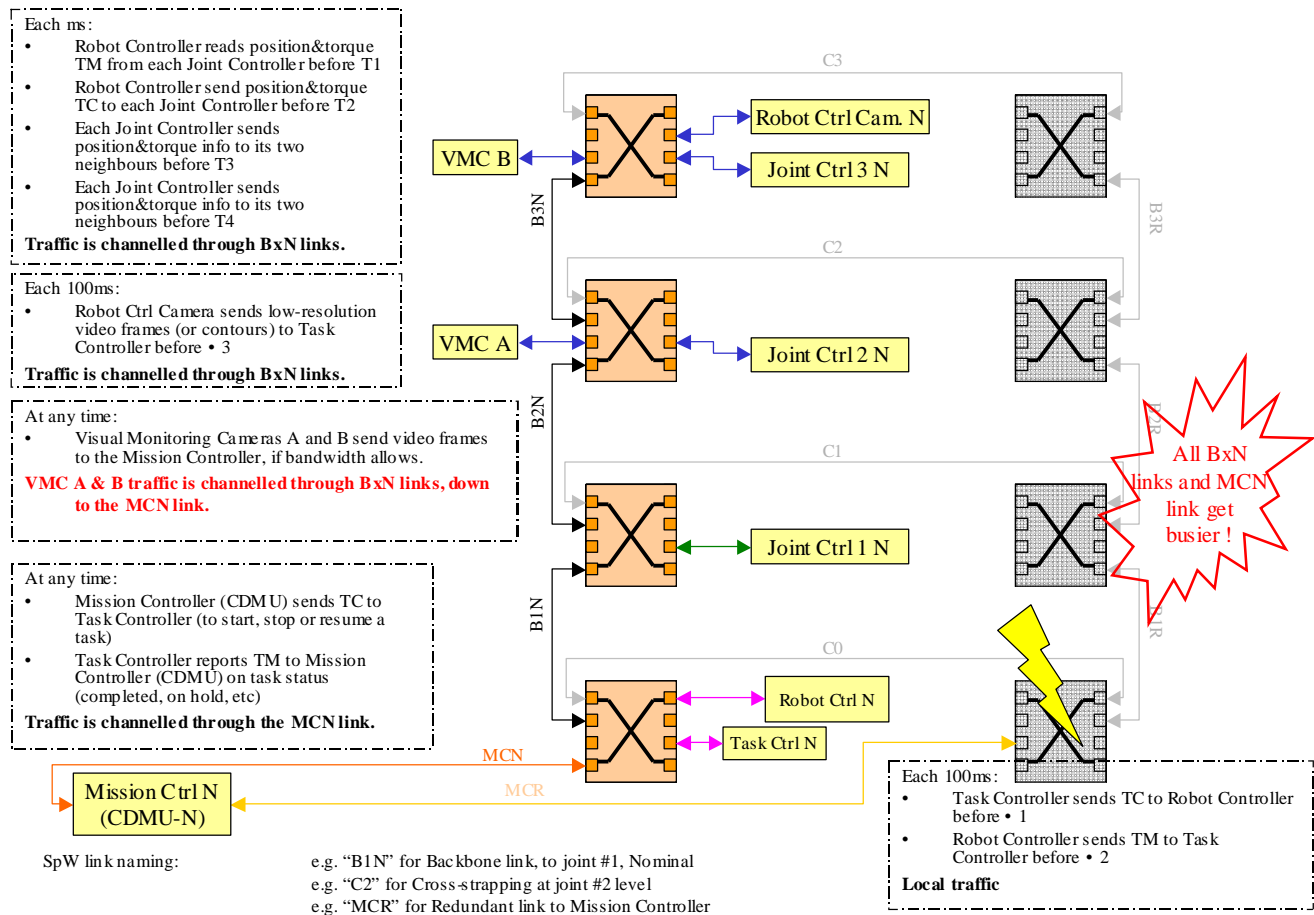 Each ms:
• Robot Controller reads position&torque
TM from each Joint Controller before T1
• Robot Controller send position&torque
TC to each Joint Controller before T2
• Each Joint Controller sends
position&torque info to its two
neighbours before T3
• Each Joint Controller sends
position&torque info to its two
neighbours before T4
Traffic is channelled through BxN links.
Each 100ms:
• Robot Ctrl Camera sends low-resolution
video frames (or contours) to Task
Controller before • 3
Traffic is channelled through BxN links.
At any time:
• Visual Monitoring Cameras A and B send video frames
to the Mission Controller, if bandwidth allows.
VMC A & B traffic is channelled through BxN links, down
to the MCN link.
At any time:
• Mission Controller (CDMU) sends TC to
Task Controller (to start, stop or resume a
task)
• Task Controller reports TM to Mission
Controller (CDMU) on task status
(completed, on hold, etc)
Traffic is channelled through the MCN link.
C3
Robot Ctrl Cam. N
VMC B
Joint Ctrl 3 N
B3N
B3R
C2
VMC A
Joint Ctrl 2 N
B2N
B2R
All BxN
links and MCN
link get
busier !
C1
Joint Ctrl 1 N
B1N
B1R
C0
Robot Ctrl N
Task Ctrl N
MCN
MCR
Mission Ctrl N
(CDMU-N)
Each 100ms:
• Task Controller sends TC to Robot Controller
before • 1
• Robot Controller sends TM to Task
Controller before • 2
Local traffic
SpW link naming:
e.g. “B1N” for Backbone link, to joint #1, Nominal
e.g. “C2” for Cross-strapping at joint #2 level
e.g. “MCR” for Redundant link to Mission Controller